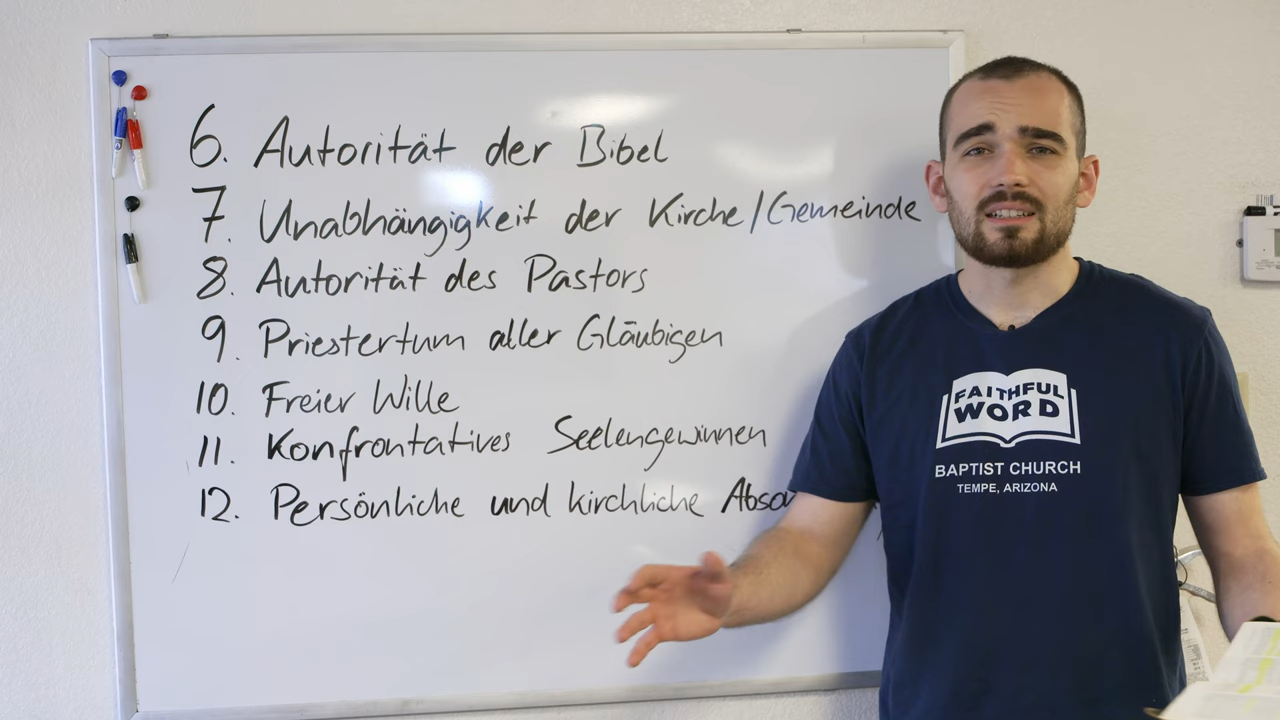 6. Autorität der Bibel
7. Unabhängigkeit der Kirche/Gemeinde
8. Autorität des Pastors
9. Priestertum aller Gläubigen
10. Freier Wille
11. Konfrontatives Seelengewinnen
12. Persönliche und kirchliche
FAITHFUL
WORD
BAPTIST CHURCH
TEMPE, ARIZONA